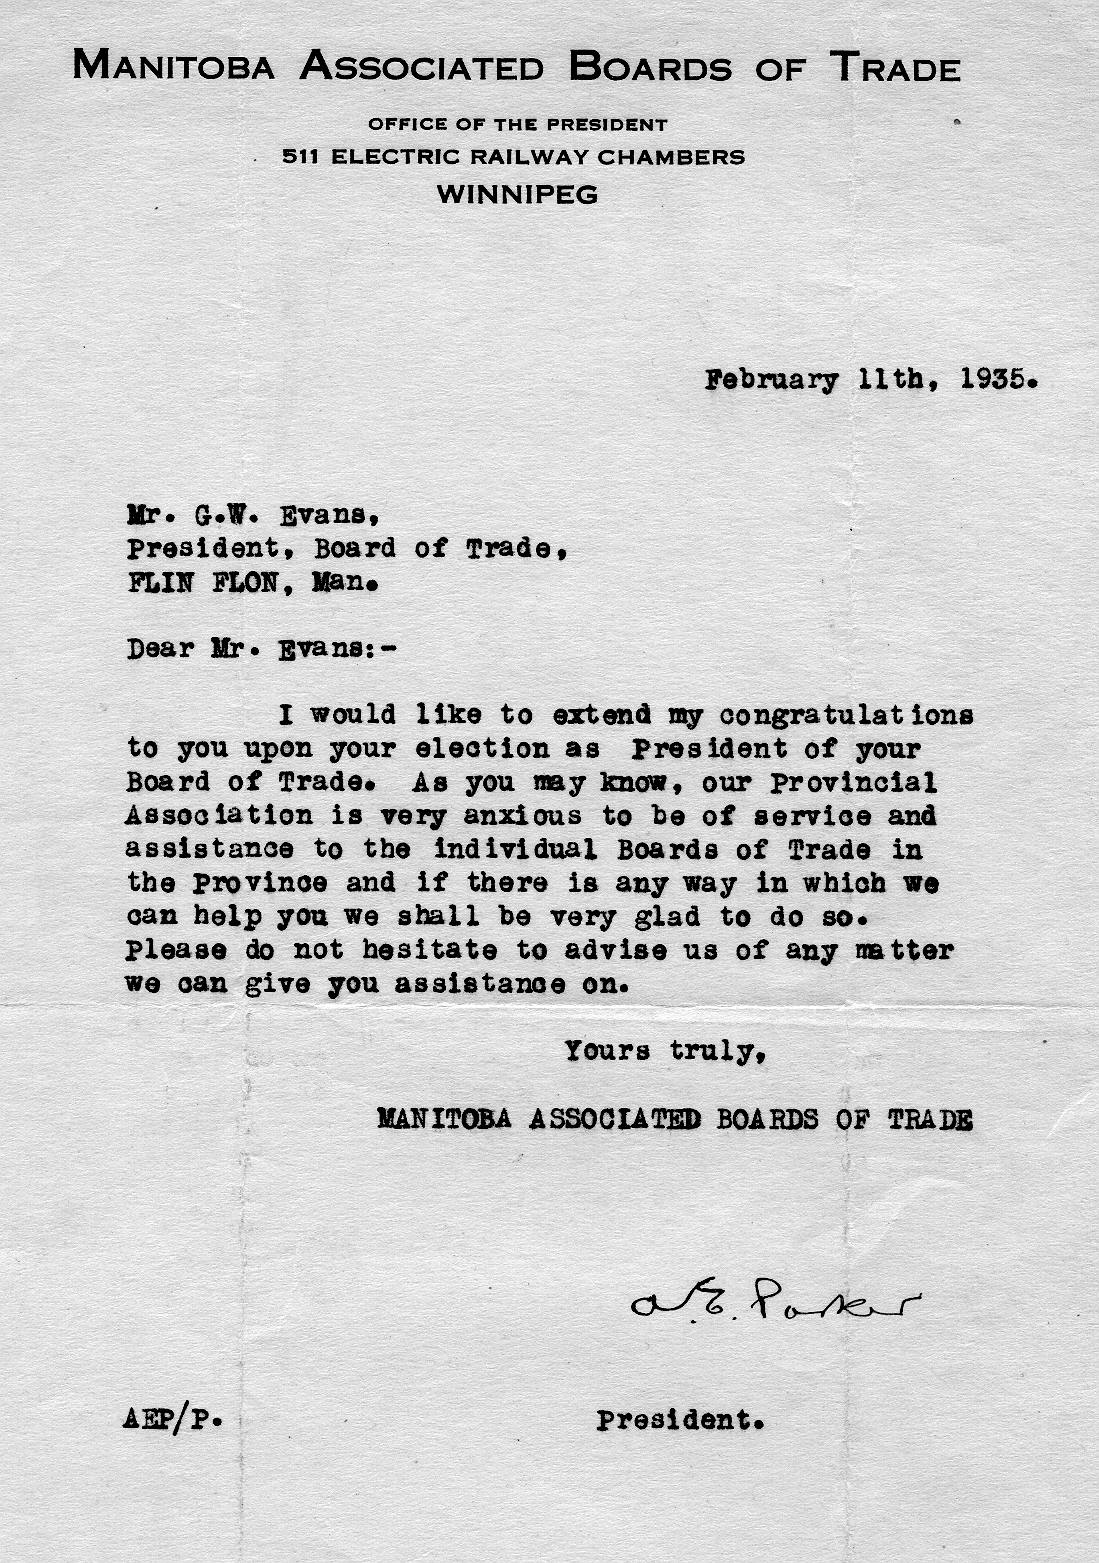 MANITOBA ASSOCIATED BOARDS OF TRADE
OFFICE OF THE PRESIDENT
511 ELECTRIC RAILWAY CHAMBERS
WINNIPEG
February 11th, 1935.
Mr. G.W. Evans,
President, Board of Trade,
FLIN FLON, Man.
Dear Mr. Evans:-
I would like to extend my congratulations
to you upon your election as President of your
Board of Trade. As you may know, our Provincial
Association is very anxious to be of service and
assistance to the individual Boards of Trade in
the Province and if there is any way in which we
can help you we shall be very glad to do so.
Please do not hesitate to advise us of any matter
we can give you assistance on.
Yours truly,
MANITOBA ASSOCIATED BOARDS OF TRADE
A.E. Parker
AEP/P. President.